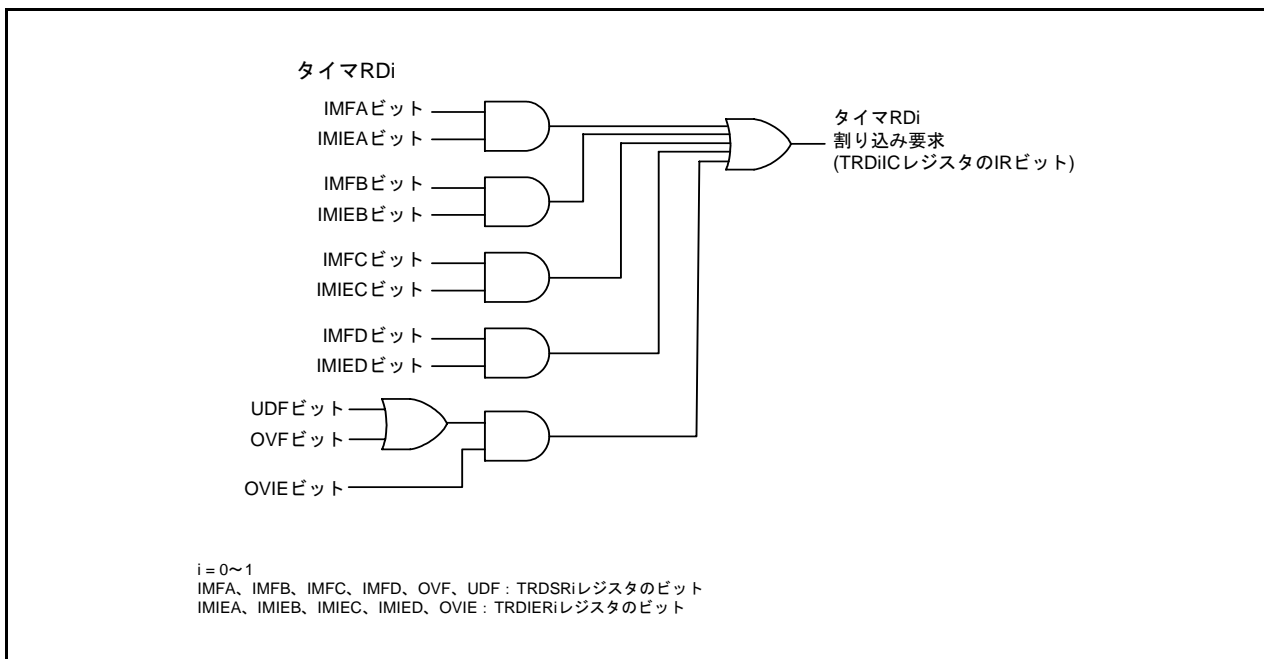 タイマRDi
IMFAビット
IMIEAビット
IMFBビット
IMIEBビット
IMFCビット
IMIECビット
IMFDビット
IMIEDビット
UDFビット
OVFビット
OVIEビット
タイマRDi
割り込み要求
(TRDiICレジスタのIRビット)
i = 0～1
IMFA、IMFB、IMFC、IMFD、OVF、UDF：TRDSRiレジスタのビット
IMIEA、IMIEB、IMIEC、IMIED、OVIE：TRDIERiレジスタのビット